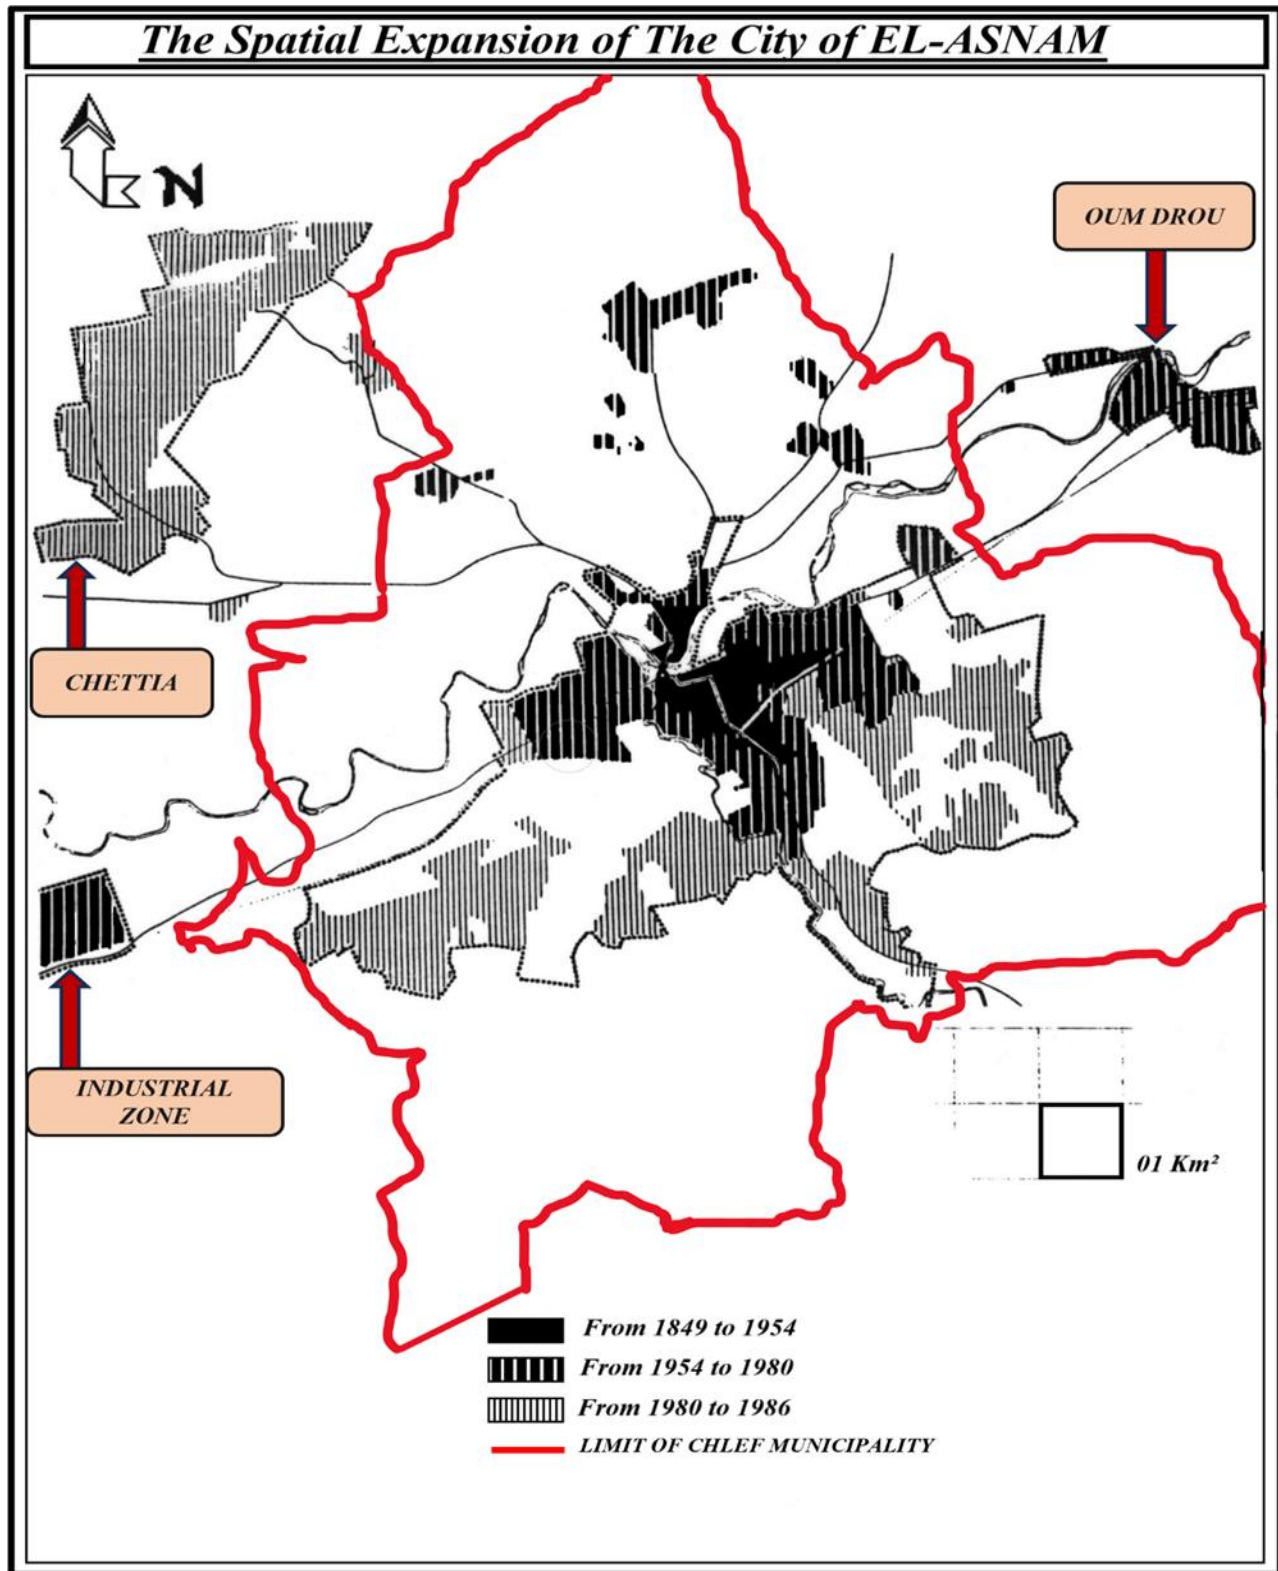 The Spatial Expansion of The City of EL-ASNAM
N
OUM DROU
CHETTIA
INDUSTRIAL
ZONE
01 Km²
From 1849 to 1954
From 1954 to 1980
From 1980 to 1986
LIMIT OF CHLEF MUNICIPALITY